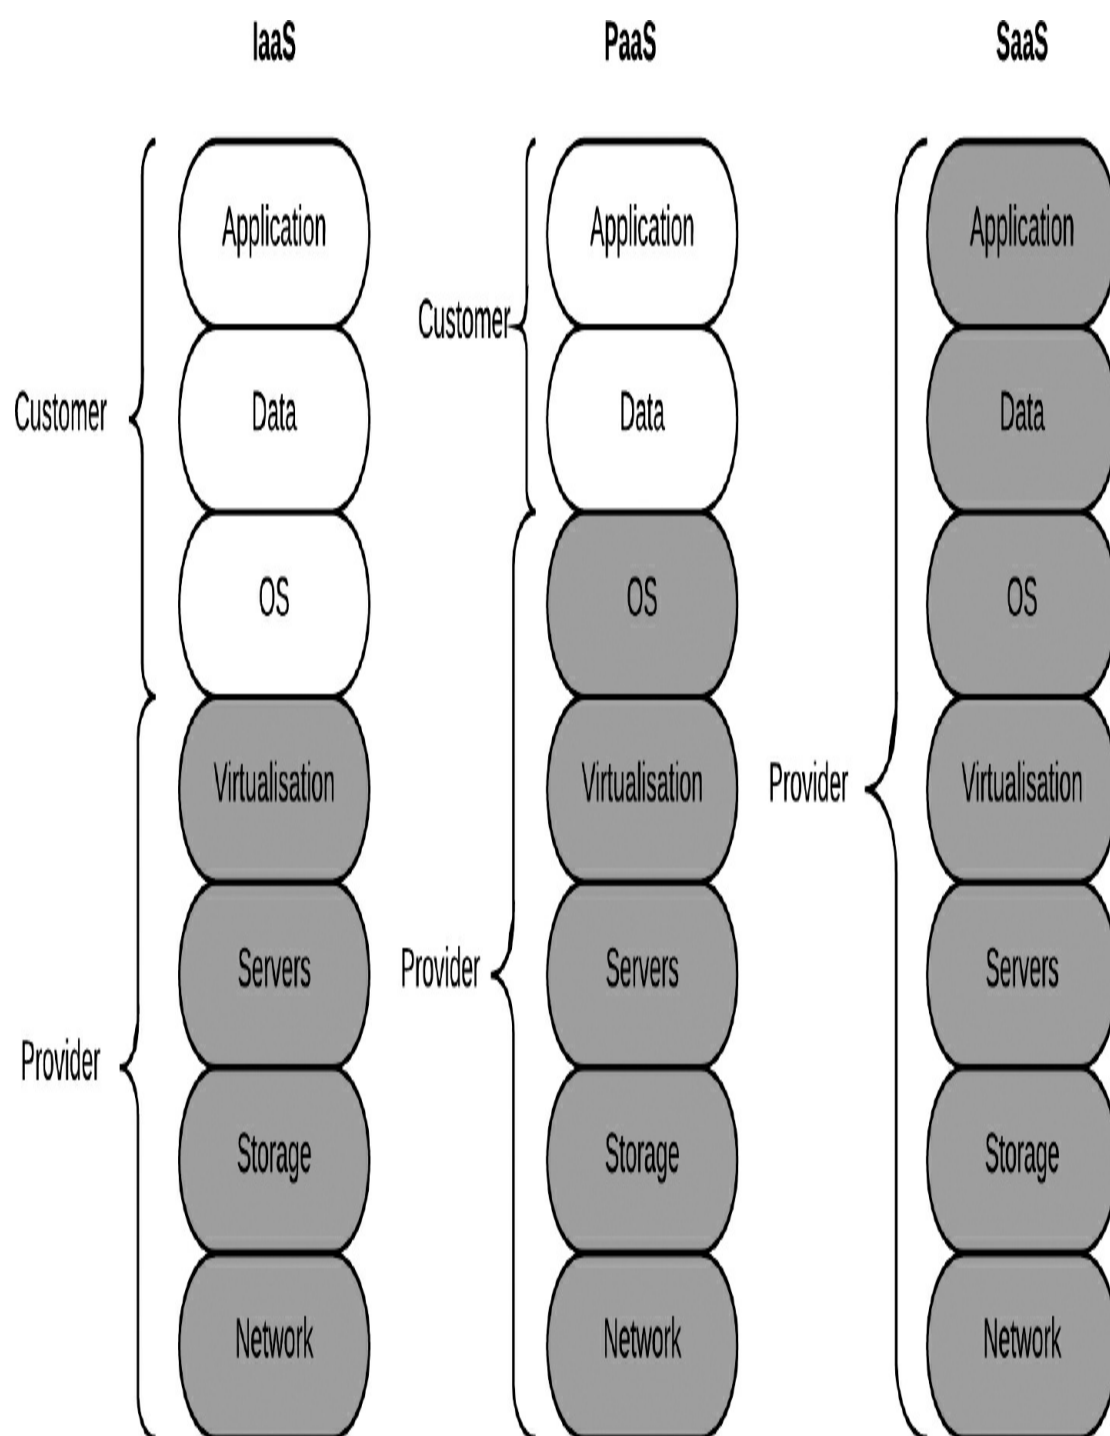 IaaS
PaaS
SaaS
Application
Application
Application
Customer
Customer
Data
Data
Data
OS
OS
OS
Virtualisation
Virtualisation
Provider
Virtualisation
Servers
Provider
Servers
Servers
Provider
Storage
Storage
Storage
Network
Network
Network